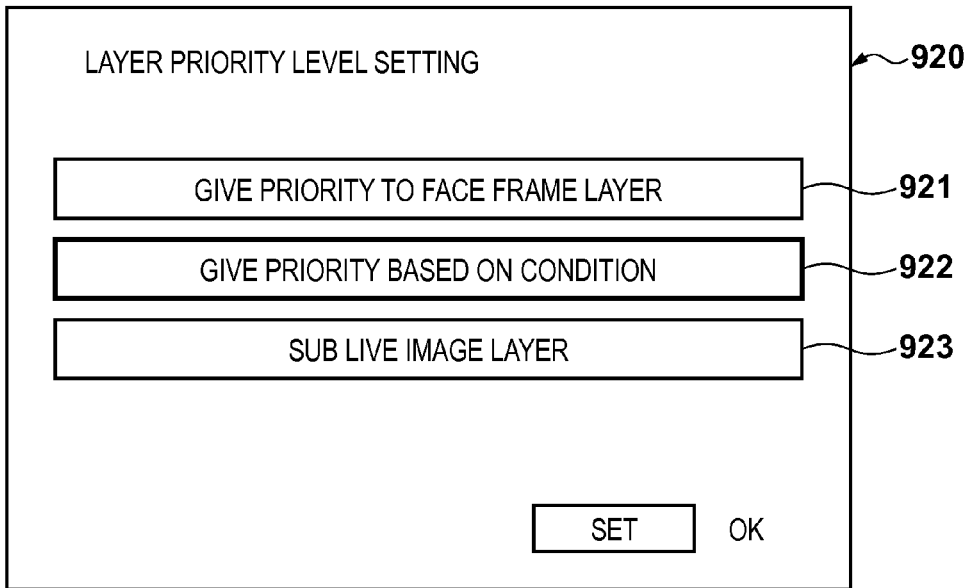 LAYER PRIORITY LEVEL SETTING
920
GIVE PRIORITY TO FACE FRAME LAYER
921
GIVE PRIORITY BASED ON CONDITION
922
SUB LIVE IMAGE LAYER
923
SET OK